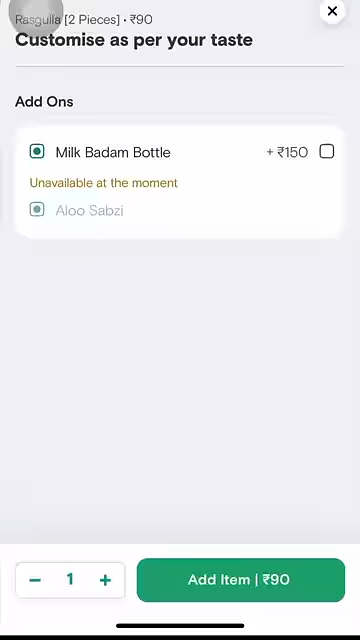 Rasgulla [2 Pieces] • ₹90
Customise as per your taste
Add Ons
Milk Badam Bottle + ₹150
Unavailable at the moment
Aloo Sabzi
− 1 + Add Item | ₹90